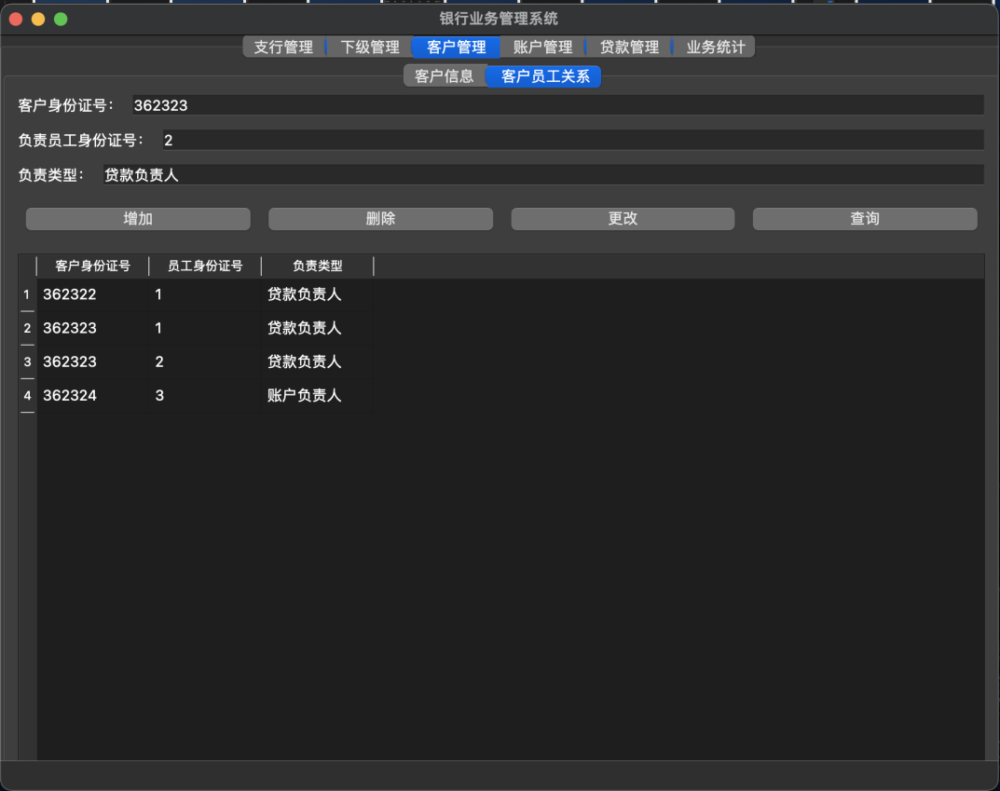 银行业务管理系统
支行管理 下级管理 客户管理 账户管理 贷款管理 业务统计
客户信息 客户员工关系
客户身份证号： 362323
负责员工身份证号： 2
负责类型： 贷款负责人
增加 删除 更改 查询
客户身份证号 员工身份证号 负责类型
1 362322 1 贷款负责人
2 362323 1 贷款负责人
3 362323 2 贷款负责人
4 362324 3 账户负责人